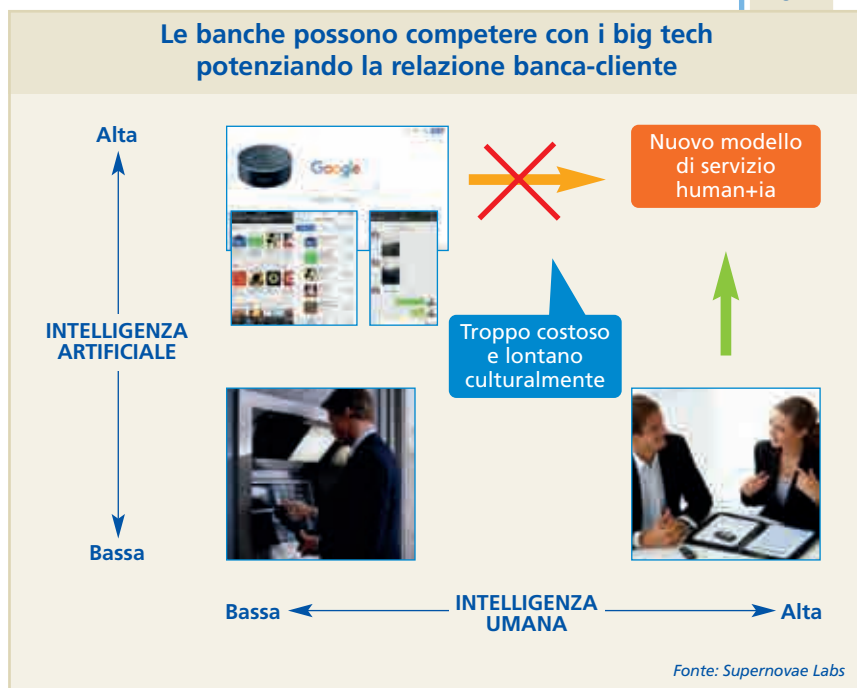 Le banche possono competere con i big tech
potenziando la relazione banca-cliente
Alta
Google
Nuovo modello
di servizio
human+ia
INTELLIGENZA
ARTIFICIALE
Troppo costoso
e lontano
culturalmente
Bassa
Bassa
INTELLIGENZA
UMANA
Alta
Fonte: Supernovae Labs